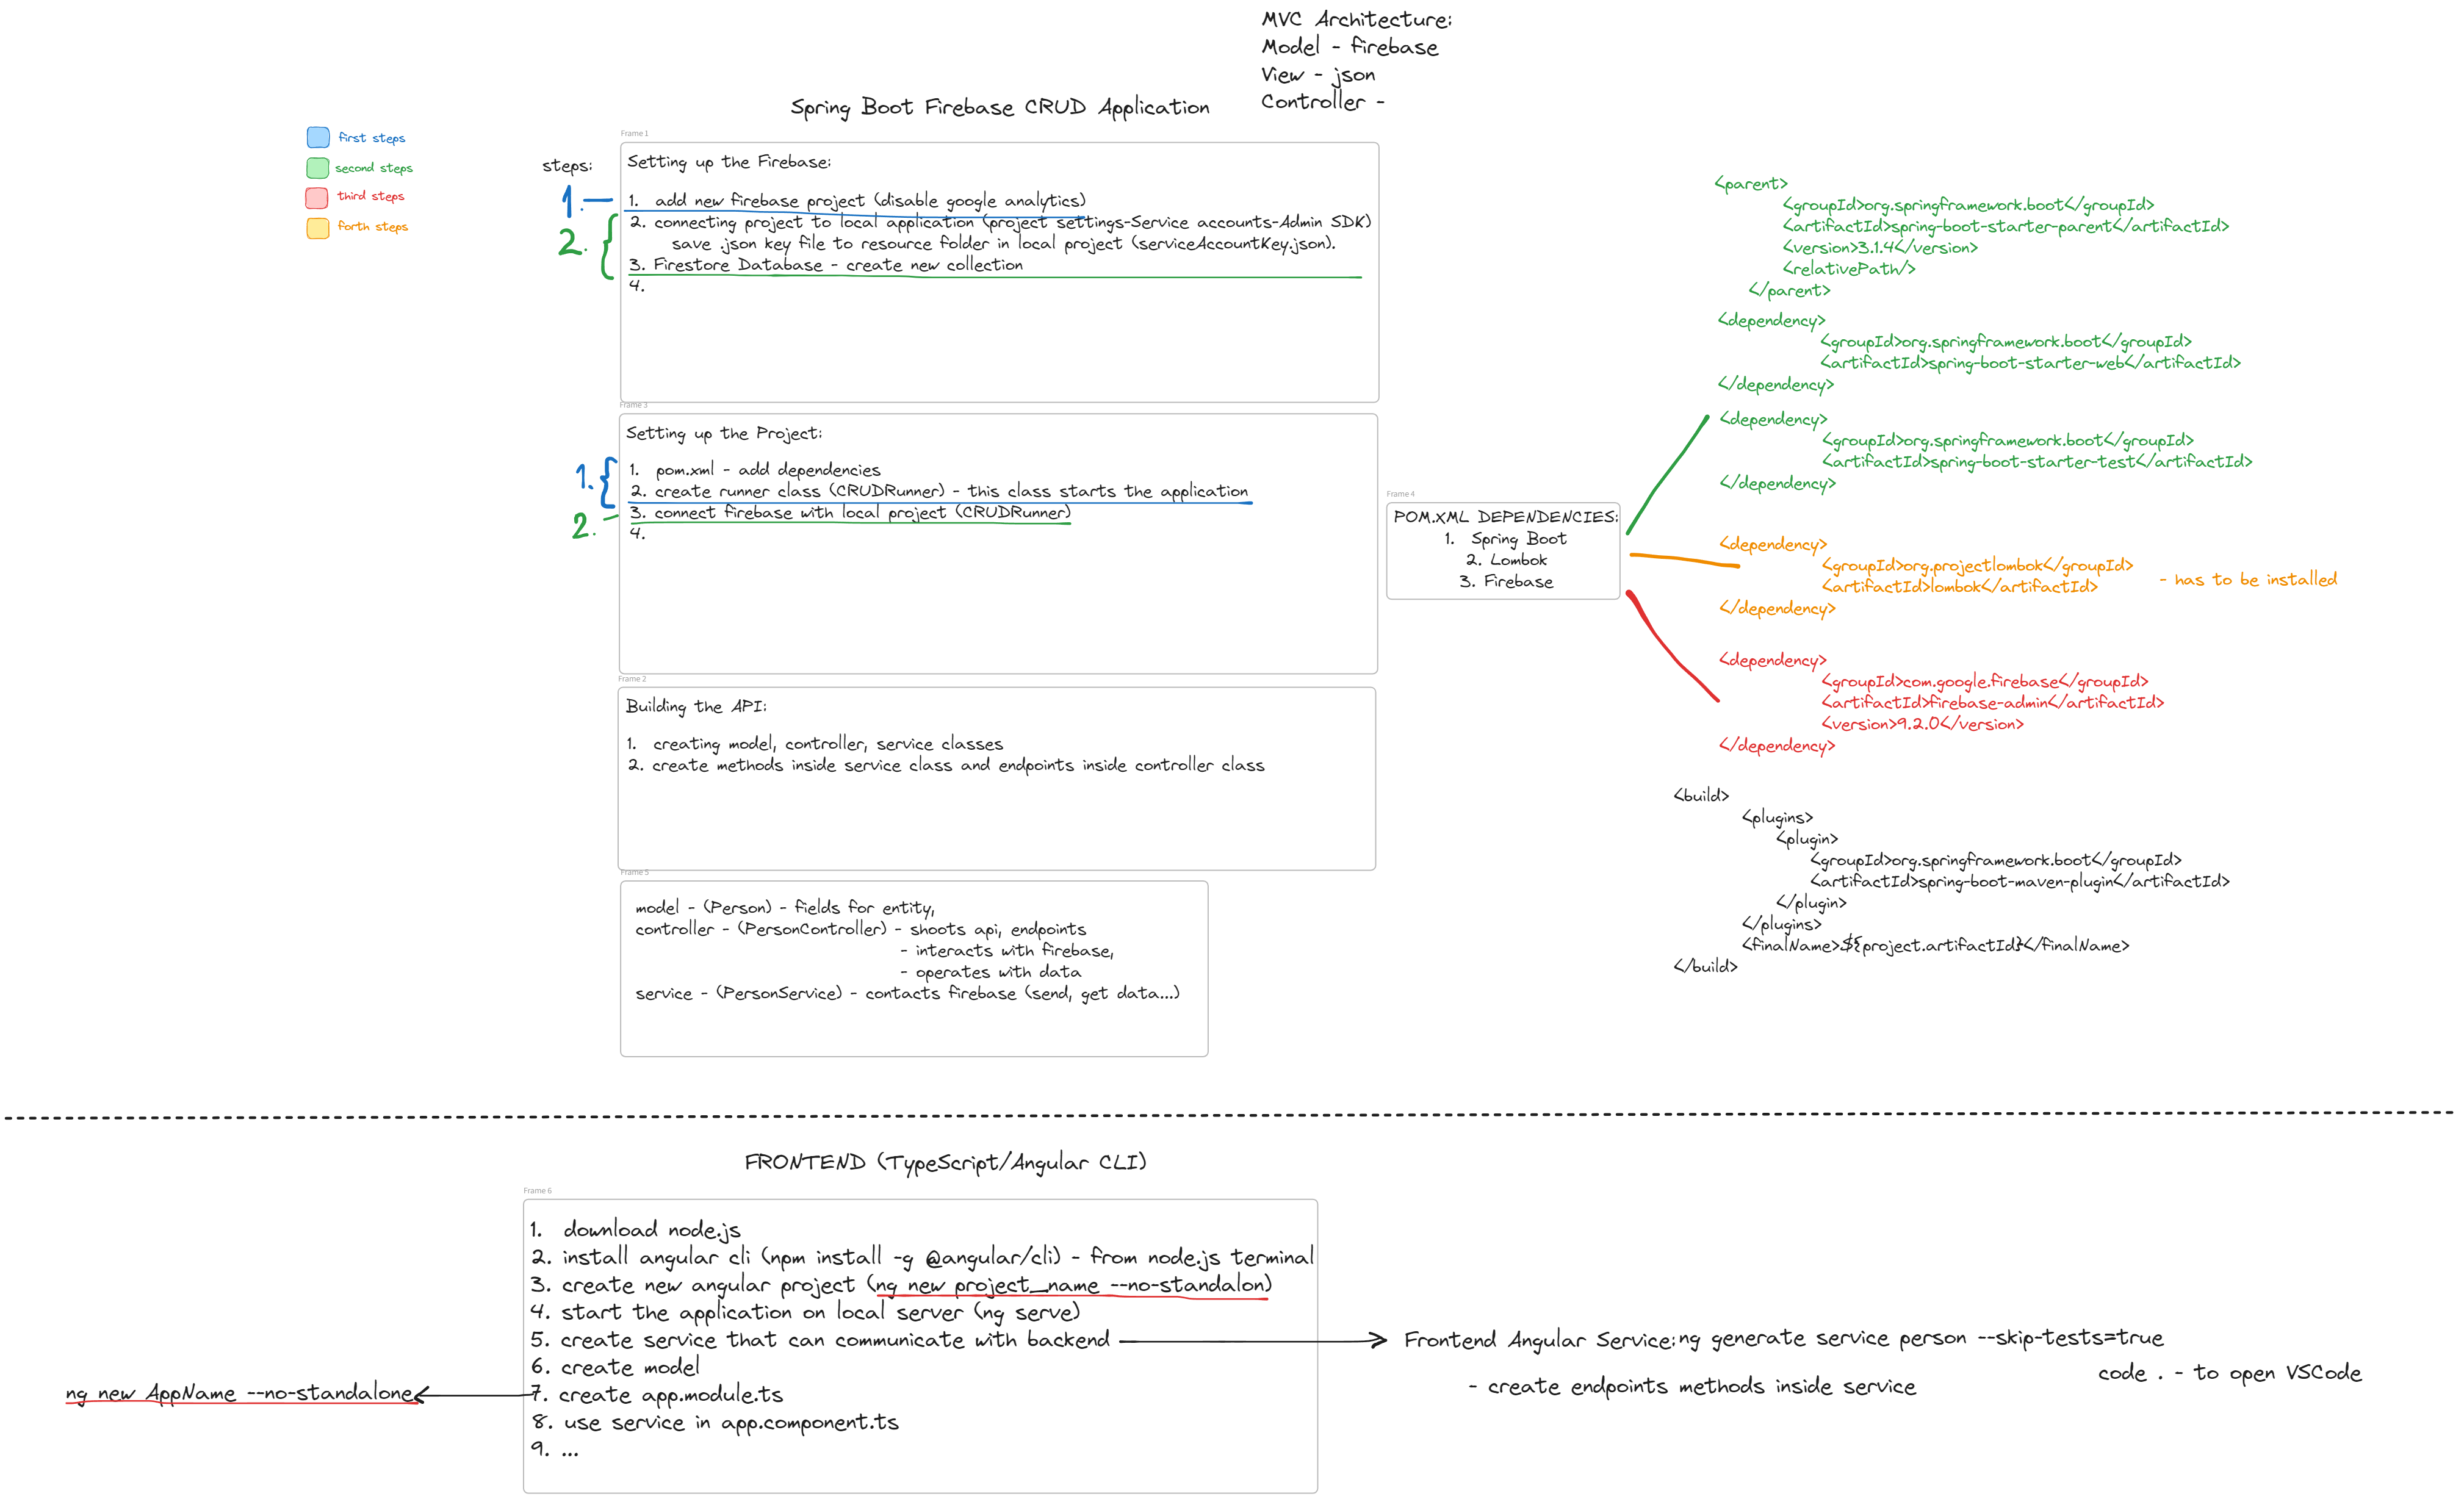 MVC Architecture:
Model - firebase
View - json
Controller -
Spring Boot Firebase CRUD Application
first steps
second steps
third steps
forth steps
steps:
Frame 1
Setting up the Firebase:
1.
1. add new firebase project (disable google analytics)
2.
2. connecting project to local application (project settings-Service accounts-Admin SDK)
save .json key file to resource folder in local project (serviceAccountKey.json).
3. Firestore Database - create new collection
4.
Frame 3
Setting up the Project:
1.
1. pom.xml - add dependencies
2. create runner class (CRUDRunner) - this class starts the application
2.
3. connect firebase with local project (CRUDRunner)
4.
Frame 2
Building the API:
1. creating model, controller, service classes
2. create methods inside service class and endpoints inside controller class
Frame 5
model - (Person) - fields for entity,
controller - (PersonController) - shoots api, endpoints
- interacts with firebase,
- operates with data
service - (PersonService) - contacts firebase (send, get data...)
Frame 4
POM.XML DEPENDENCIES:
1. Spring Boot
2. Lombok
3. Firebase
<parent>
<groupId>org.springframework.boot</groupId>
<artifactId>spring-boot-starter-parent</artifactId>
<version>3.1.4</version>
<relativePath/>
</parent>
<dependency>
<groupId>org.springframework.boot</groupId>
<artifactId>spring-boot-starter-web</artifactId>
</dependency>
<dependency>
<groupId>org.springframework.boot</groupId>
<artifactId>spring-boot-starter-test</artifactId>
</dependency>
<dependency>
<groupId>org.projectlombok</groupId>
<artifactId>lombok</artifactId>
- has to be installed
</dependency>
<dependency>
<groupId>com.google.firebase</groupId>
<artifactId>firebase-admin</artifactId>
<version>9.2.0</version>
</dependency>
<build>
<plugins>
<plugin>
<groupId>org.springframework.boot</groupId>
<artifactId>spring-boot-maven-plugin</artifactId>
</plugin>
</plugins>
<finalName>${project.artifactId}</finalName>
</build>
FRONTEND (TypeScript/Angular CLI)
Frame 6
1. download node.js
2. install angular cli (npm install -g @angular/cli) - from node.js terminal
3. create new angular project (ng new project_name --no-standalon)
4. start the application on local server (ng serve)
5. create service that can communicate with backend
6. create model
7. create app.module.ts
8. use service in app.component.ts
9. ...
ng new AppName --no-standalone
Frontend Angular Service: ng generate service person --skip-tests=true
- create endpoints methods inside service
code . - to open VSCode